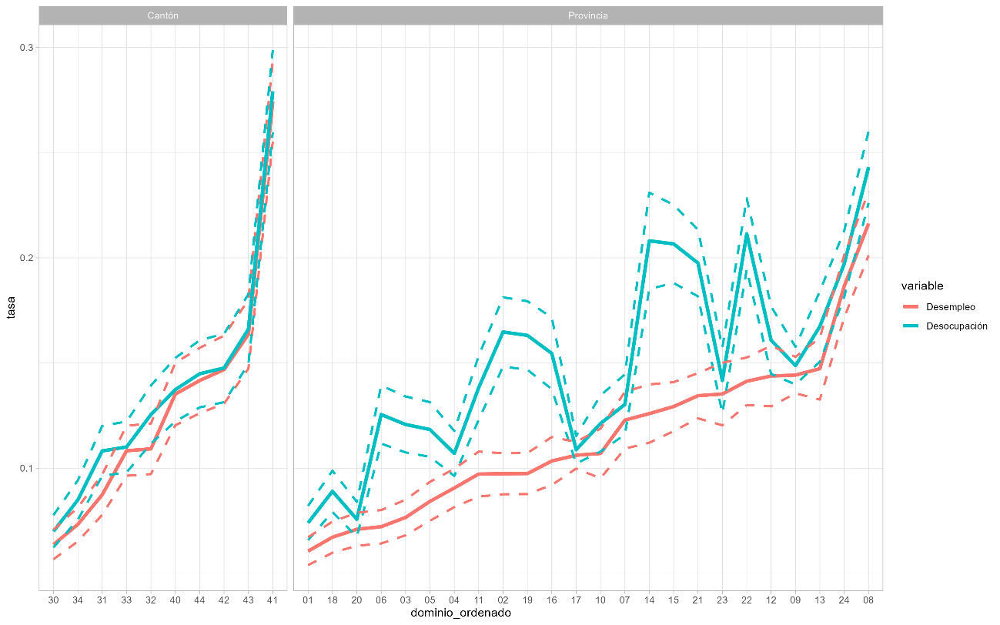 Cantón
Provincia
0.3
0.2
0.1
tasa
30 34 31 33 32 40 44 42 43 41
01 18 20 06 03 05 04 11 02 19 16 17 10 07 14 15 21 23 22 12 09 13 24 08
dominio_ordenado
variable
Desempleo
Desocupación